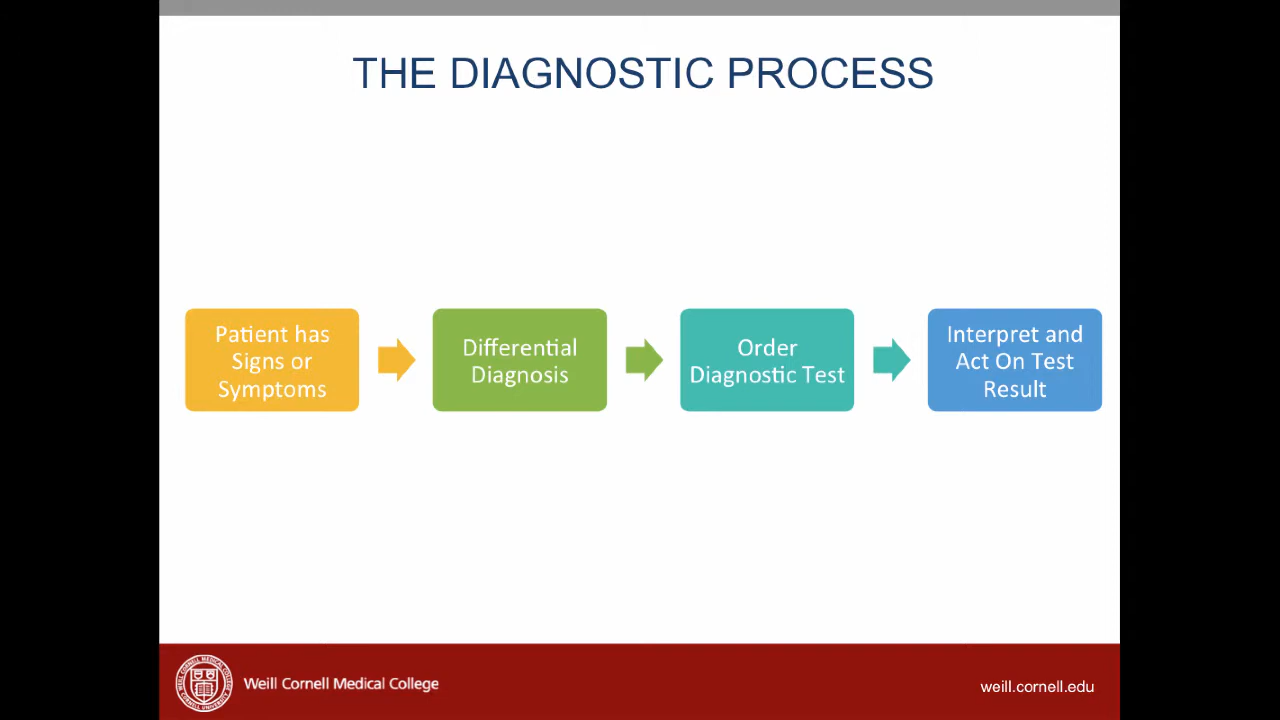 THE DIAGNOSTIC PROCESS
Patient has
Signs or
Symptoms
Differential
Diagnosis
Order
Diagnostic Test
Interpret and
Act On Test
Result
Weill Cornell Medical College
weill.cornell.edu